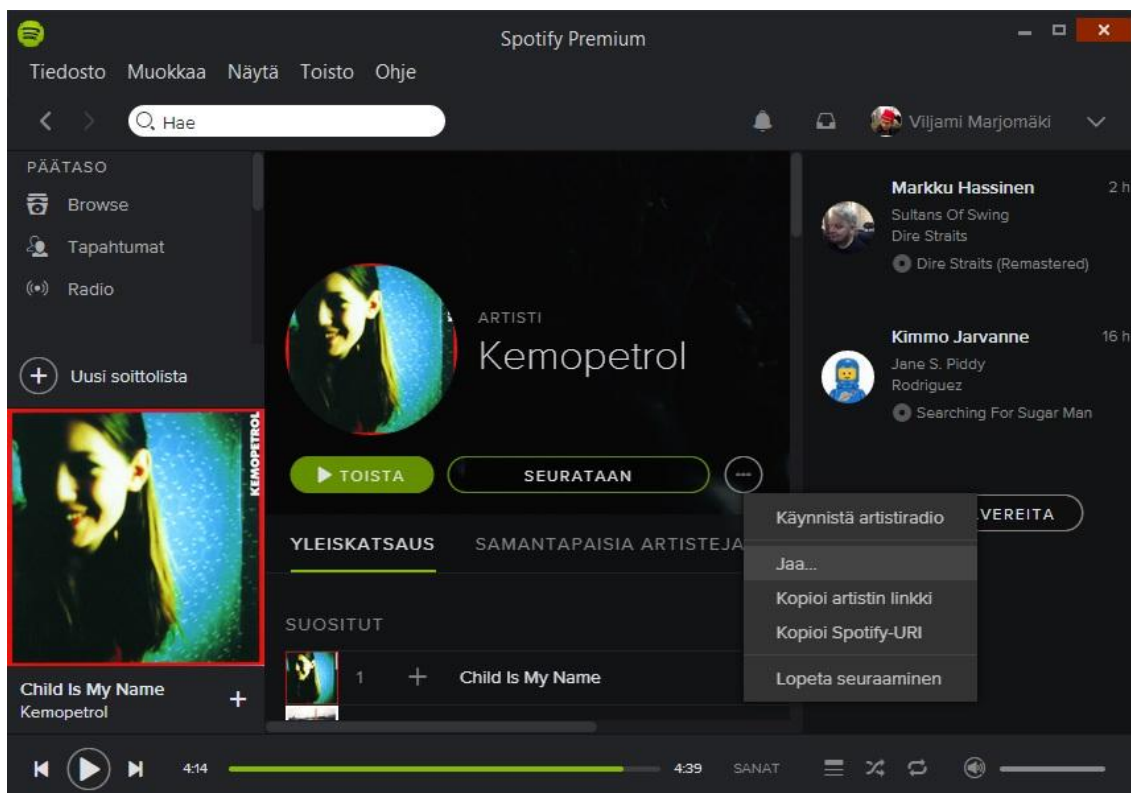 Spotify Premium
Tiedosto Muokkaa Näytä Toisto Ohje
Hae
Viljami Marjomäki
PÄÄTASO
Browse
Tapahtumat
Radio
Uusi soittolista
KEMOPETROL
Child Is My Name
Kemopetrol
ARTISTI
Kemopetrol
TOISTA
SEURATAAN
YLEISKATSAUS
SAMANTAPAISIA ARTISTEJA
SUOSITUT
1
Child Is My Name
Käynnistä artistiradio
Jaa...
Kopioi artistin linkki
Kopioi Spotify-URI
Lopeta seuraaminen
Markku Hassinen 2 h
Sultans Of Swing
Dire Straits
Dire Straits (Remastered)
Kimmo Jarvanne 16 h
Jane S. Piddy
Rodriguez
Searching For Sugar Man
VEREITA
4:14
4:39
SANAT